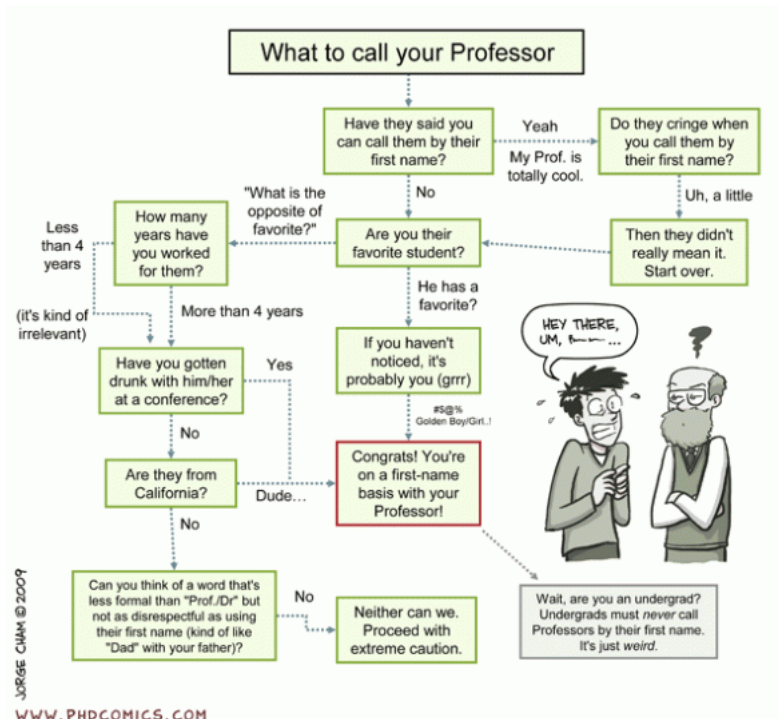 What to call your Professor
Have they said you
can call them by their
first name?
Yeah
My Prof. is
totally cool.
Do they cringe when
you call them by
their first name?
No
Uh, a little
"What is the
opposite of
favorite?"
Less
than 4
years
How many
years have
you worked
for them?
Are you their
favorite student?
Then they didn't
really mean it.
Start over.
He has a
favorite?
(it's kind of
irrelevant)
More than 4 years
HEY THERE,
UM,
...
?
If you haven't
noticed, it's
probably you (grrr)
Have you gotten
drunk with him/her
at a conference?
Yes
#$@%
Golden Boy/Girl..!
No
Congrats! You're
on a first-name
basis with your
Professor!
Are they from
California?
Dude…
No
Can you think of a word that's
less formal than "Prof./Dr" but
not as disrespectful as using
their first name (kind of like
"Dad" with your father)?
No
Neither can we.
Proceed with
extreme caution.
Wait, are you an undergrad?
Undergrads must never call
Professors by their first name.
It's just weird.
JORGE CHAM © 2009
WWW.PHDCOMICS.COM